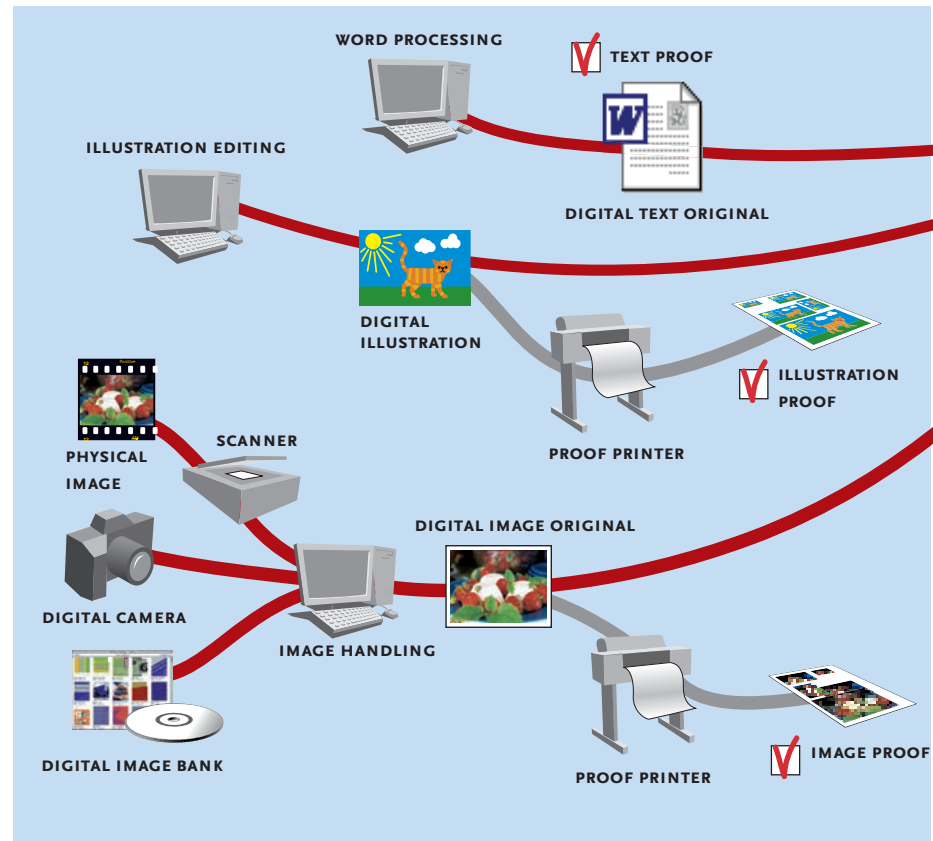 WORD PROCESSING
TEXT PROOF
W
ILLUSTRATION EDITING
DIGITAL TEXT ORIGINAL
DIGITAL
ILLUSTRATION
ILLUSTRATION
PROOF
PROOF PRINTER
PHYSICAL
IMAGE
SCANNER
DIGITAL IMAGE ORIGINAL
DIGITAL CAMERA
IMAGE HANDLING
DIGITAL IMAGE BANK
PROOF PRINTER
IMAGE PROOF